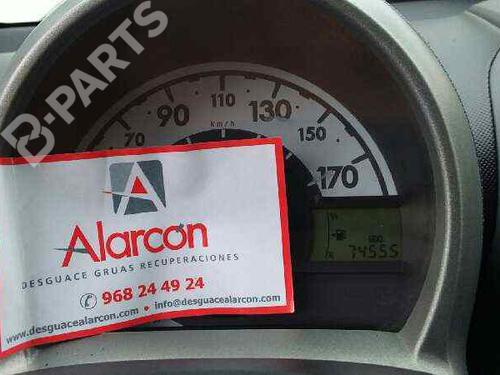 B-PARTS
70
90
110
130
150
170
km/h
ODO
74555
Alarcon
DESGUACE GRUAS RECUPERACIONES
968 24 49 24
www.desguacealarcon.com • info@desguacealarcon.com